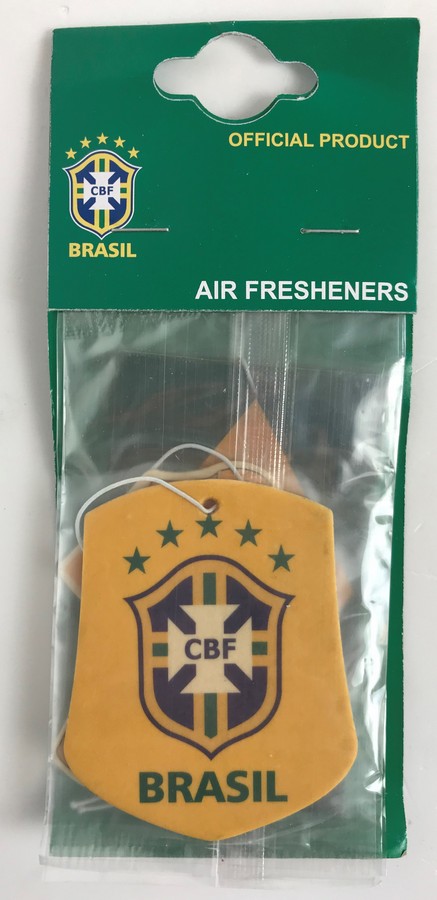 OFFICIAL PRODUCT
CBF
BRASIL
AIR FRESHENERS
CBF
BRASIL